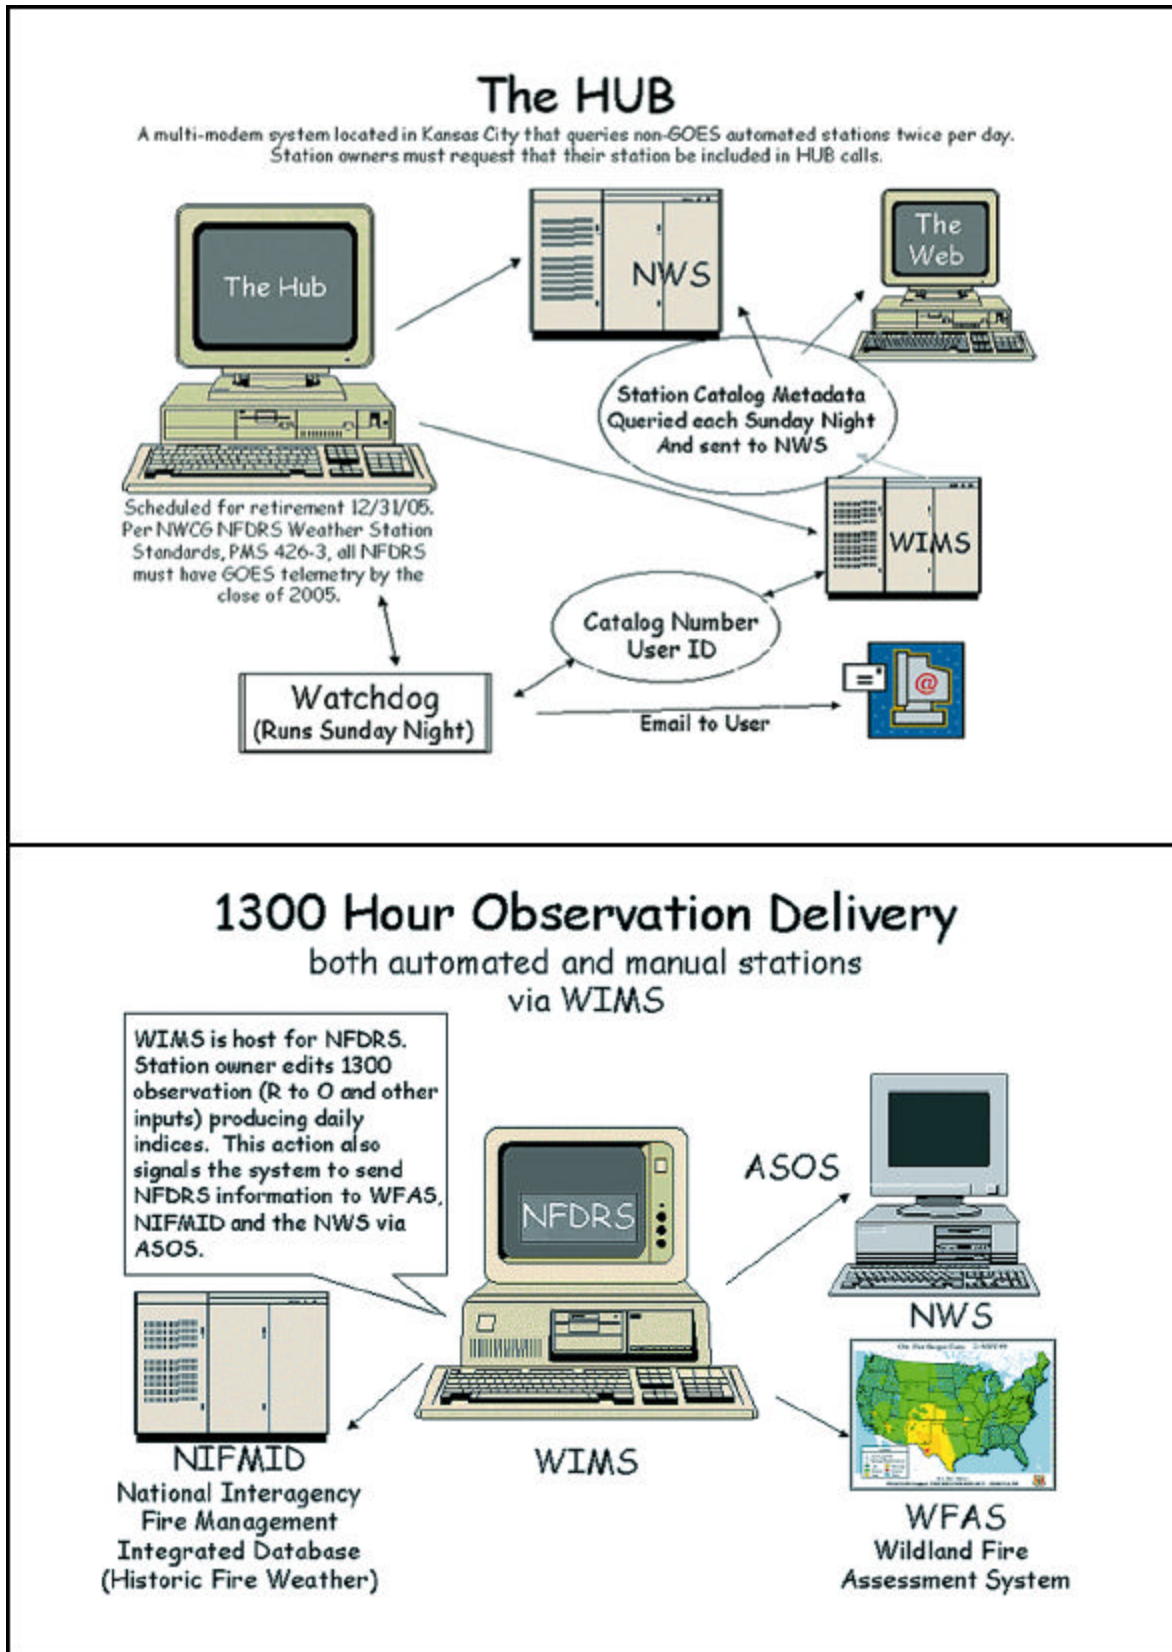 The HUB
A multi-modem system located in Kansas City that queries non-GOES automated stations twice per day.
Station owners must request that their station be included in HUB calls.
The Hub
NWS
The
Web
Station Catalog Metadata
Queried each Sunday Night
And sent to NWS
Scheduled for retirement 12/31/05.
Per NWCG NFDRS Weather Station
Standards, PMS 426-3, all NFDRS
must have GOES telemetry by the
close of 2005.
WIMS
Catalog Number
User ID
Watchdog
(Runs Sunday Night)
Email to User
@
1300 Hour Observation Delivery
both automated and manual stations
via WIMS
WIMS is host for NFDRS.
Station owner edits 1300
observation (R to O and other
inputs) producing daily
indices. This action also
signals the system to send
NFDRS information to WFAS,
NIFMID and the NWS via
ASOS.
NFDRS
ASOS
NWS
NIFMID
National Interagency
Fire Management
Integrated Database
(Historic Fire Weather)
WIMS
WFAS
Wildland Fire
Assessment System